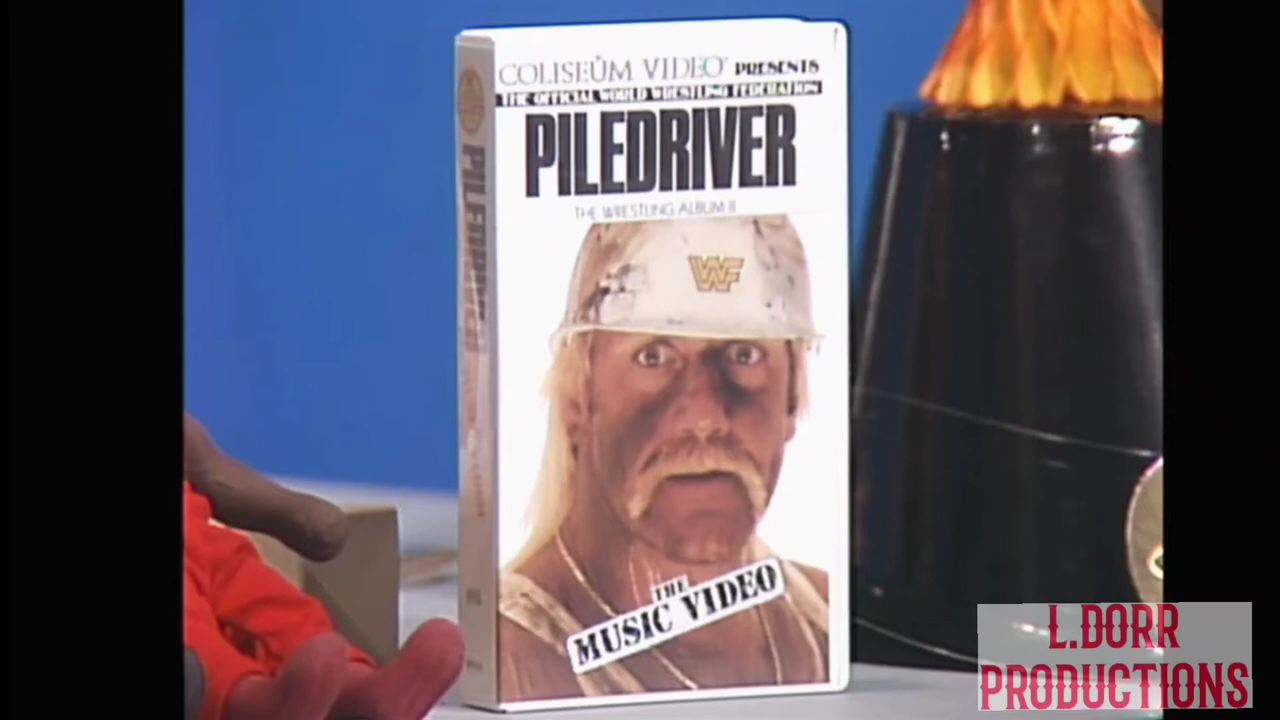 COLISEUM VIDEO PRESENTS
THE OFFICIAL WORLD WRESTLING FEDERATION
PILEDRIVER
THE WRESTLING ALBUM II
WF
THE
MUSIC VIDEO
PILEDRIVER
L.DORR
PRODUCTIONS